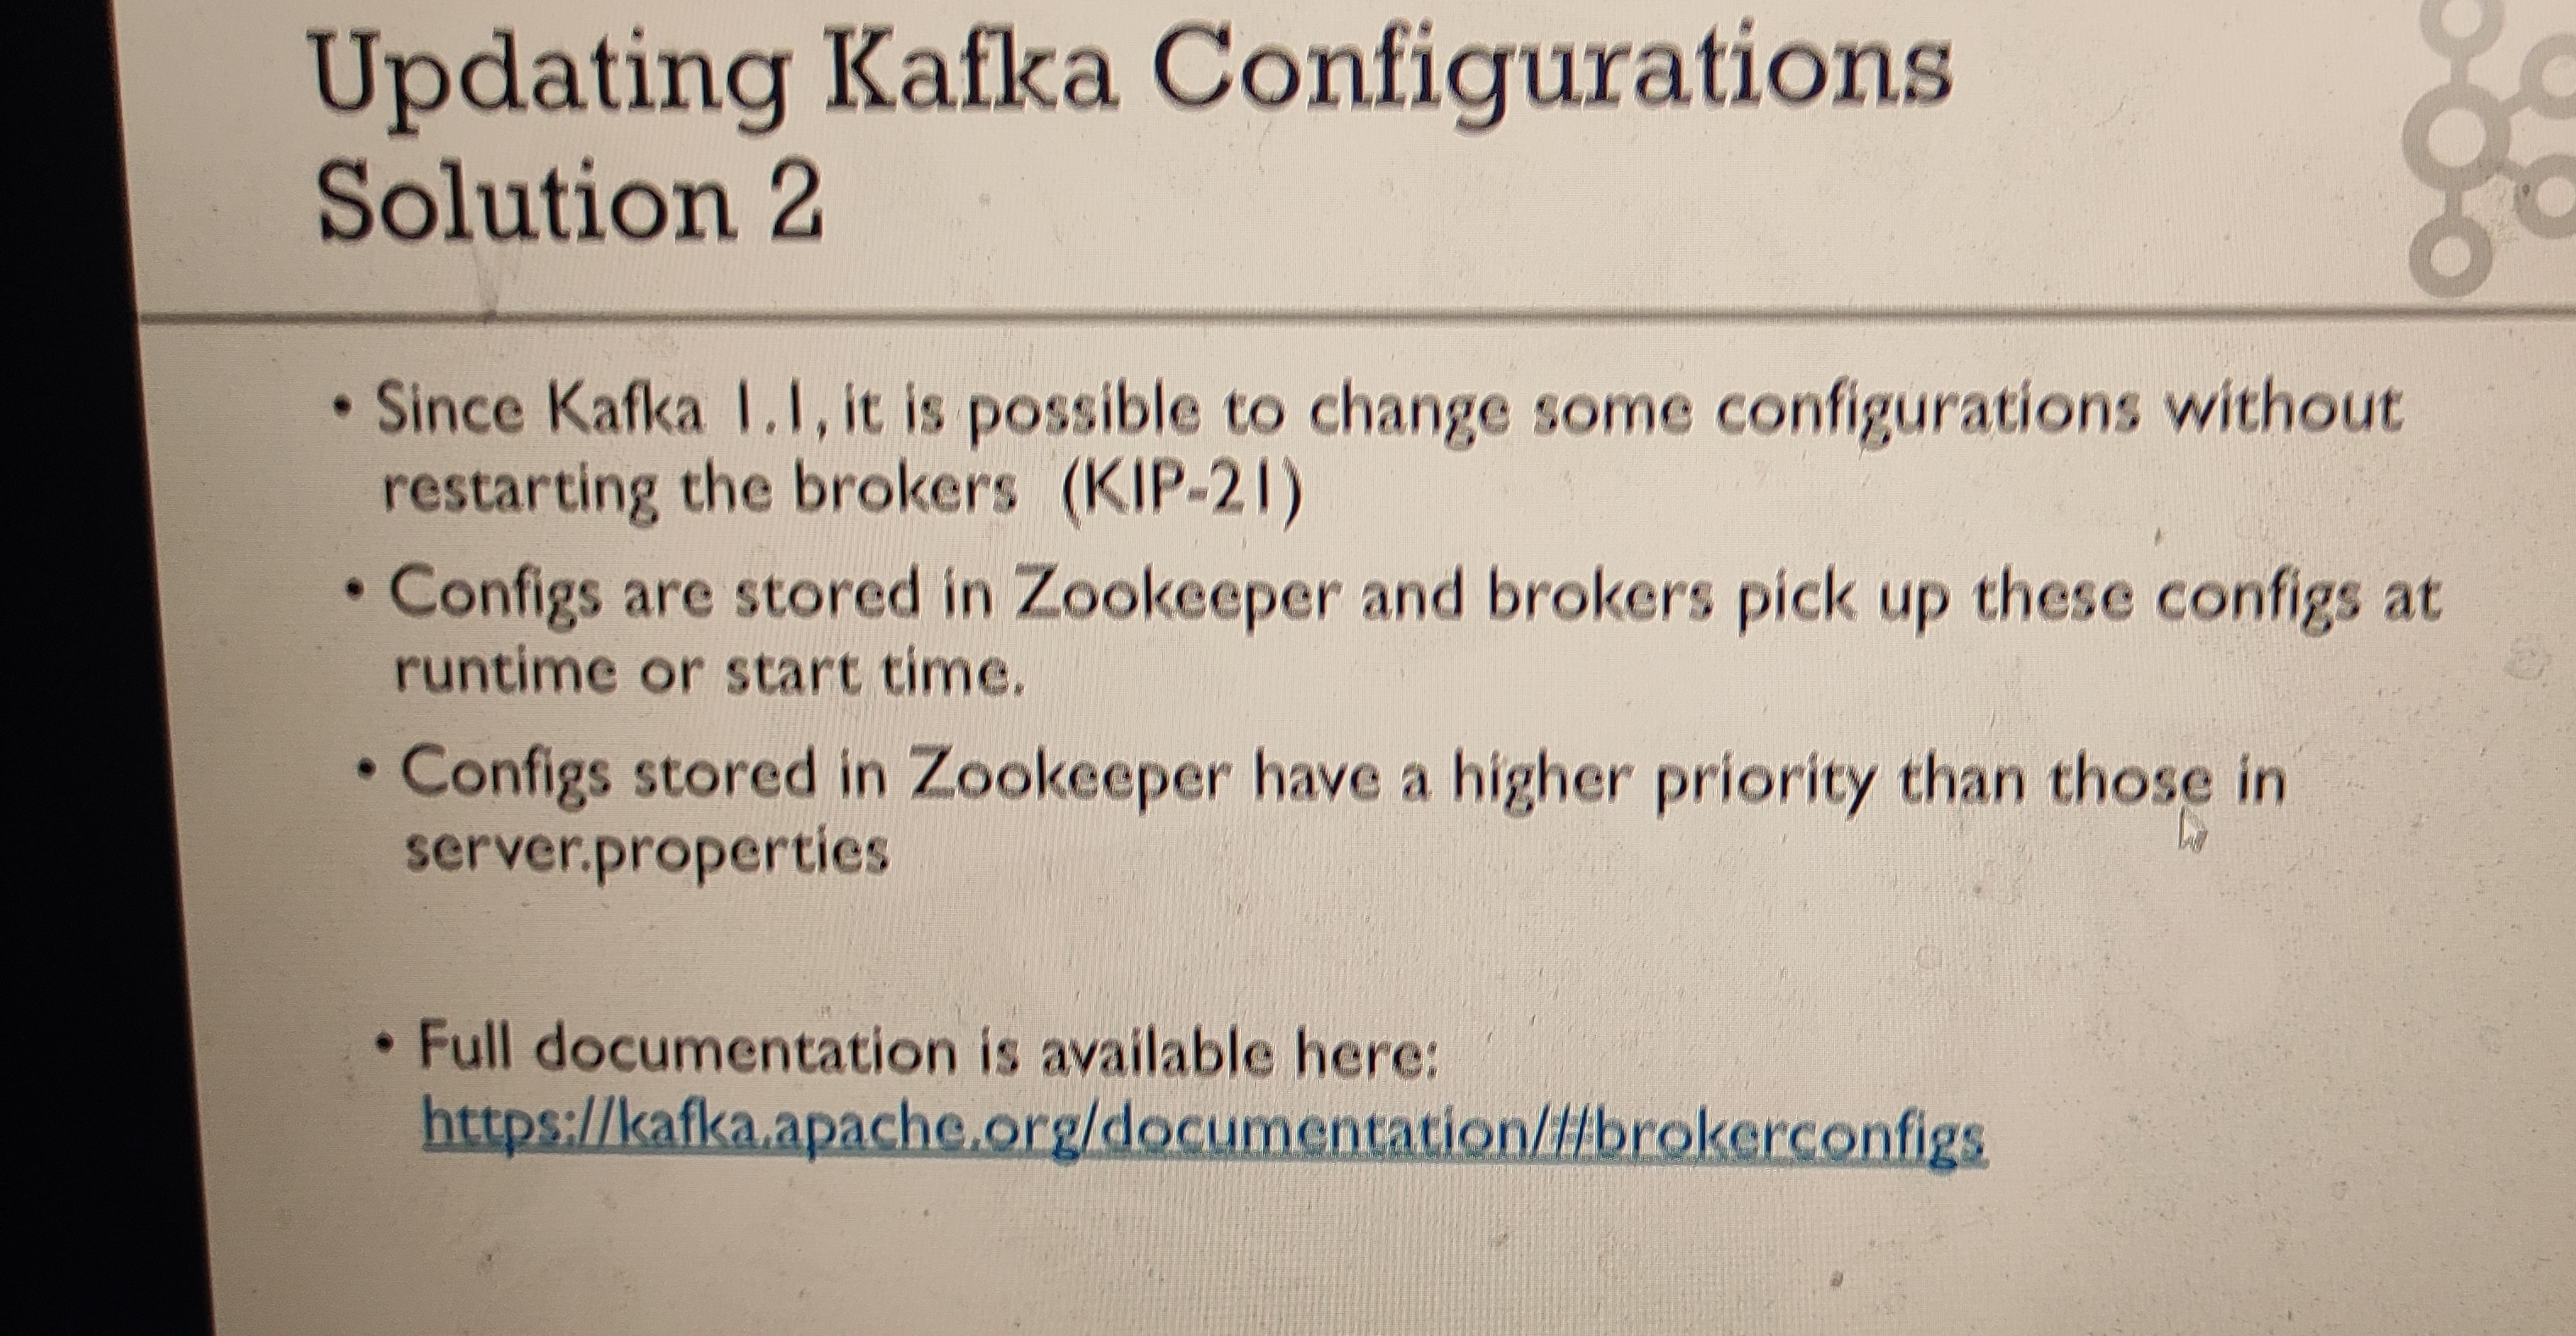 Updating Kafka Configurations
Solution 2
• Since Kafka 1.1, it is possible to change some configurations without
restarting the brokers (KIP-21)
• Configs are stored in Zookeeper and brokers pick up these configs at
runtime or start time.
• Configs stored in Zookeeper have a higher priority than those in
server.properties
• Full documentation is available here:
https://kafka.apache.org/documentation/#brokerconfigs